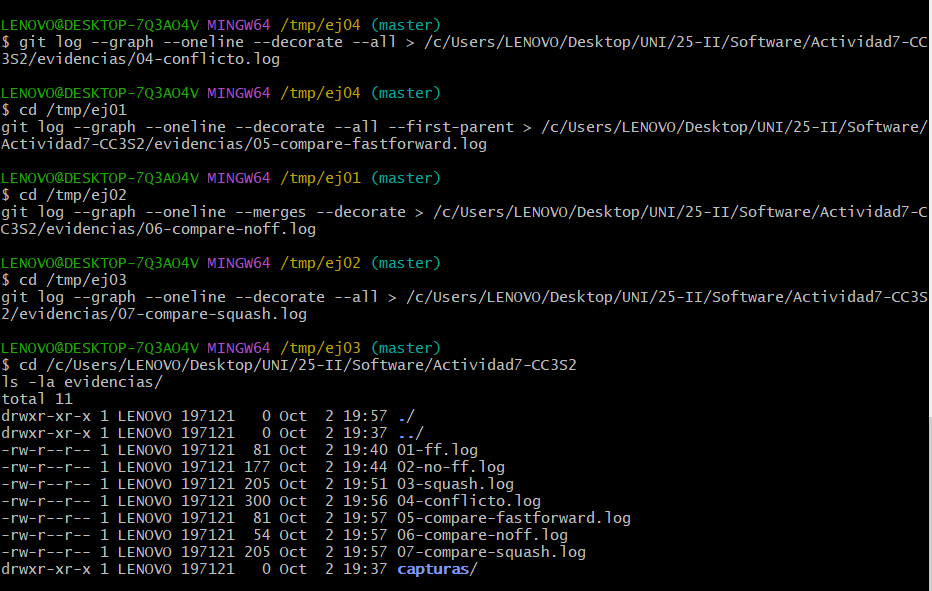 LENOVO@DESKTOP-7Q3AO4V MINGW64 /tmp/ej04 (master)
$ git log --graph --oneline --decorate --all > /c/Users/LENOVO/Desktop/UNI/25-II/Software/Actividad7-CC
3S2/evidencias/04-conflicto.log
LENOVO@DESKTOP-7Q3AO4V MINGW64 /tmp/ej04 (master)
$ cd /tmp/ej01
git log --graph --oneline --decorate --all --first-parent > /c/Users/LENOVO/Desktop/UNI/25-II/Software/
Actividad7-CC3S2/evidencias/05-compare-fastforward.log
LENOVO@DESKTOP-7Q3AO4V MINGW64 /tmp/ej01 (master)
$ cd /tmp/ej02
git log --graph --oneline --merges --decorate > /c/Users/LENOVO/Desktop/UNI/25-II/Software/Actividad7-C
C3S2/evidencias/06-compare-noff.log
LENOVO@DESKTOP-7Q3AO4V MINGW64 /tmp/ej02 (master)
$ cd /tmp/ej03
git log --graph --oneline --decorate --all > /c/Users/LENOVO/Desktop/UNI/25-II/Software/Actividad7-CC3S
2/evidencias/07-compare-squash.log
LENOVO@DESKTOP-7Q3AO4V MINGW64 /tmp/ej03 (master)
$ cd /c/Users/LENOVO/Desktop/UNI/25-II/Software/Actividad7-CC3S2
ls -la evidencias/
total 11
drwxr-xr-x 1 LENOVO 197121   0 Oct  2 19:57 ./
drwxr-xr-x 1 LENOVO 197121   0 Oct  2 19:37 ../
-rw-r--r-- 1 LENOVO 197121  81 Oct  2 19:40 01-ff.log
-rw-r--r-- 1 LENOVO 197121 177 Oct  2 19:44 02-no-ff.log
-rw-r--r-- 1 LENOVO 197121 205 Oct  2 19:51 03-squash.log
-rw-r--r-- 1 LENOVO 197121 300 Oct  2 19:56 04-conflicto.log
-rw-r--r-- 1 LENOVO 197121  81 Oct  2 19:57 05-compare-fastforward.log
-rw-r--r-- 1 LENOVO 197121  54 Oct  2 19:57 06-compare-noff.log
-rw-r--r-- 1 LENOVO 197121 205 Oct  2 19:57 07-compare-squash.log
drwxr-xr-x 1 LENOVO 197121   0 Oct  2 19:37 capturas/